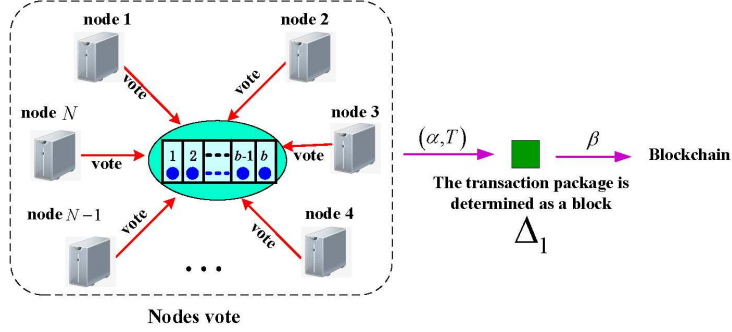 node 1
node 2
vote
vote
node N
node 3
vote
1 2 b-1 b
vote
(α,T)
β
Blockchain
The transaction package is
determined as a block
Δ₁
node N−1
vote
vote
node 4
• • •
Nodes vote